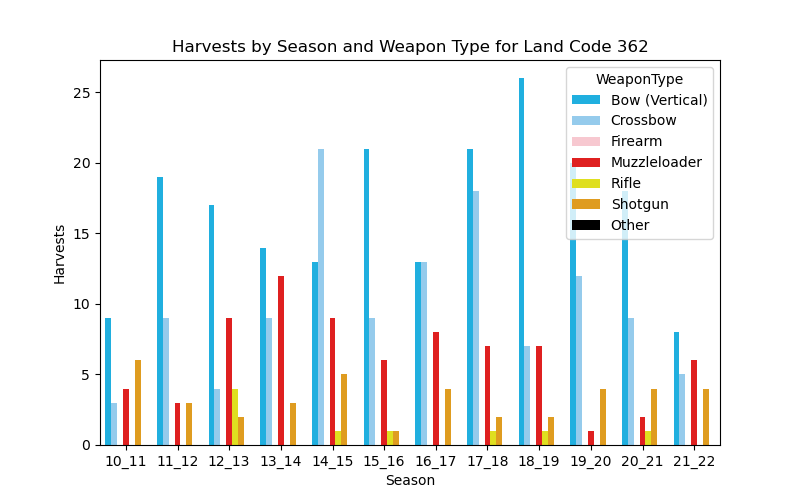 Harvests by Season and Weapon Type for Land Code 362
WeaponType
Bow (Vertical)
Crossbow
Firearm
Muzzleloader
Rifle
Shotgun
Other
Harvests
25
20
15
10
5
0
10_11 11_12 12_13 13_14 14_15 15_16 16_17 17_18 18_19 19_20 20_21 21_22
Season